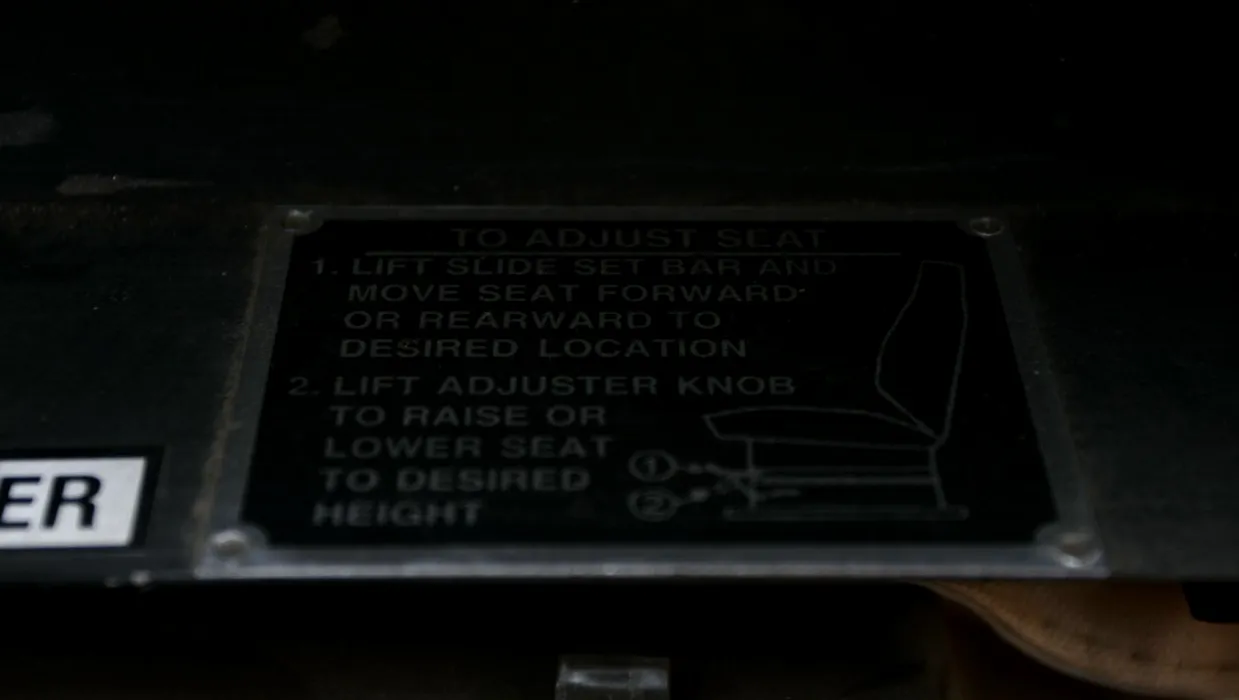 TO ADJUST SEAT
1. LIFT SLIDE SET BAR AND
MOVE SEAT FORWARD
OR REARWARD TO
DESIRED LOCATION
2. LIFT ADJUSTER KNOB
TO RAISE OR
LOWER SEAT
TO DESIRED
HEIGHT
1
2
ER